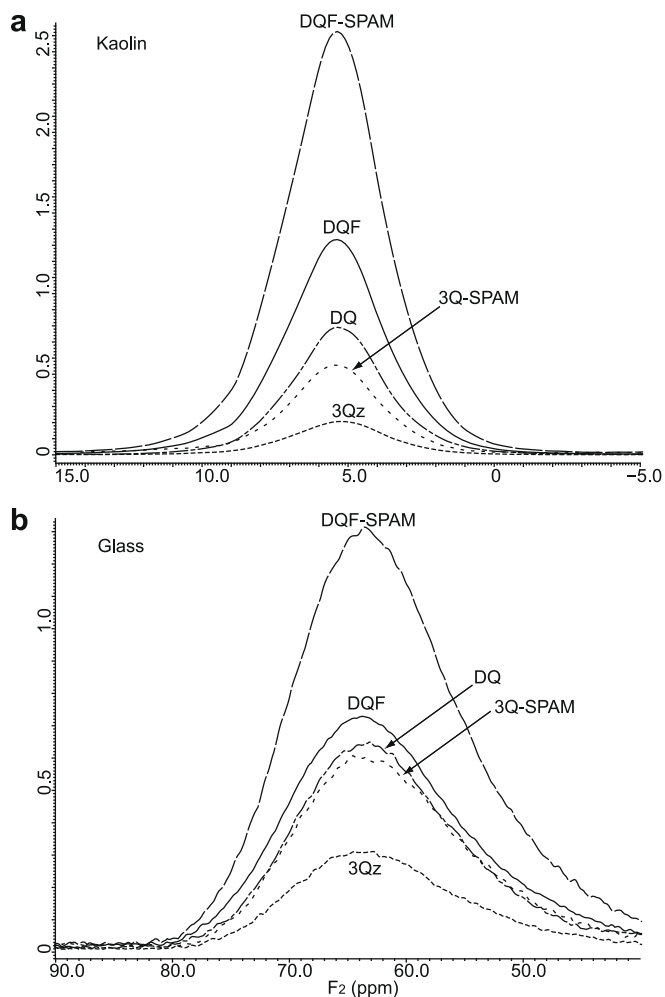 a
Kaolin
DQF-SPAM
2.5
2.0
1.5
1.0
0.5
0
DQF
3Q-SPAM
DQ
3Qz
15.0 10.0 5.0 0 −5.0
b
Glass
DQF-SPAM
1.0
0.5
0
DQ
DQF
3Q-SPAM
3Qz
90.0 80.0 70.0 60.0 50.0
F2 (ppm)